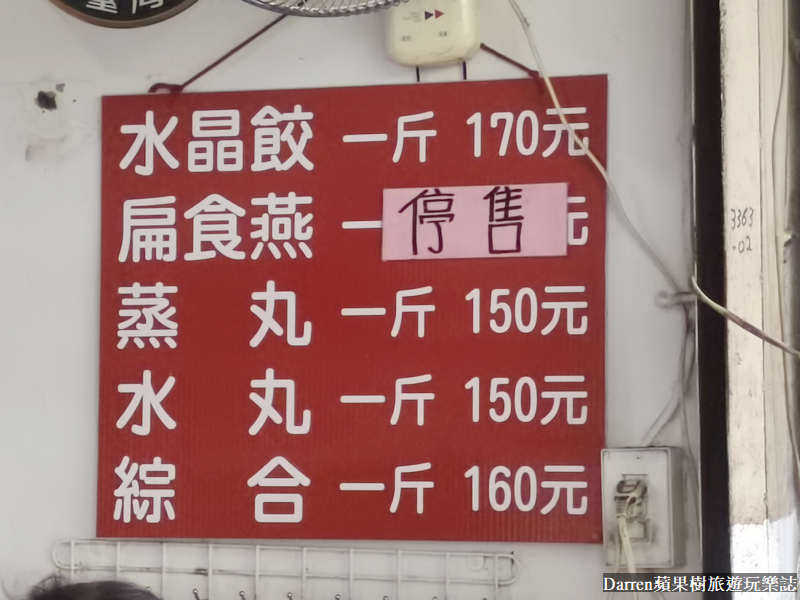 水晶餃 一斤 170元
扁食燕 一 停售 元
蒸丸 一斤 150元
水丸 一斤 150元
綜合 一斤 160元
3363
-02
Darren蘋果樹旅遊玩樂誌